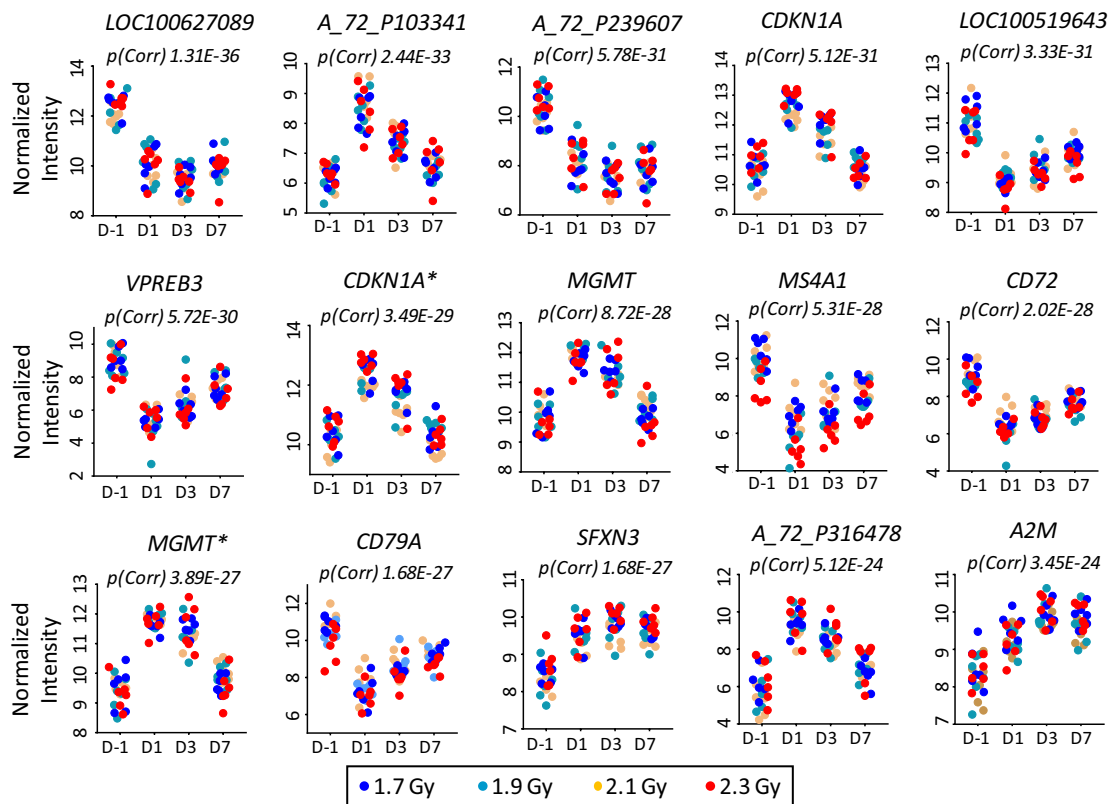 LOC100627089 A_72_P103341 A_72_P239607 CDKN1A LOC100519643
p(Corr) 1.31E-36 p(Corr) 2.44E-33 p(Corr) 5.78E-31 p(Corr) 5.12E-31 p(Corr) 3.33E-31
Normalized Intensity
14 12 10 8
10 9 8 7 6 5
12 10 8 6
14 13 12 11 10 9
13 12 11 10 9 8
D-1 D1 D3 D7 D-1 D1 D3 D7 D-1 D1 D3 D7 D-1 D1 D3 D7 D-1 D1 D3 D7
VPREB3 CDKN1A* MGMT MS4A1 CD72
p(Corr) 5.72E-30 p(Corr) 3.49E-29 p(Corr) 8.72E-28 p(Corr) 5.31E-28 p(Corr) 2.02E-28
Normalized Intensity
10 8 6 4 2
14 12 10
13 12 11 10 9 8
12 10 8 6 4
12 10 8 6 4
D-1 D1 D3 D7 D-1 D1 D3 D7 D-1 D1 D3 D7 D-1 D1 D3 D7 D-1 D1 D3 D7
MGMT* CD79A SFXN3 A_72_P316478 A2M
p(Corr) 3.89E-27 p(Corr) 1.68E-27 p(Corr) 1.68E-27 p(Corr) 5.12E-24 p(Corr) 3.45E-24
Normalized Intensity
13 12 11 10 9 8
12 10 8 6
11 10 9 8 7
12 10 8 6 4
11 10 9 8 7
D-1 D1 D3 D7 D-1 D1 D3 D7 D-1 D1 D3 D7 D-1 D1 D3 D7 D-1 D1 D3 D7
1.7 Gy 1.9 Gy 2.1 Gy 2.3 Gy